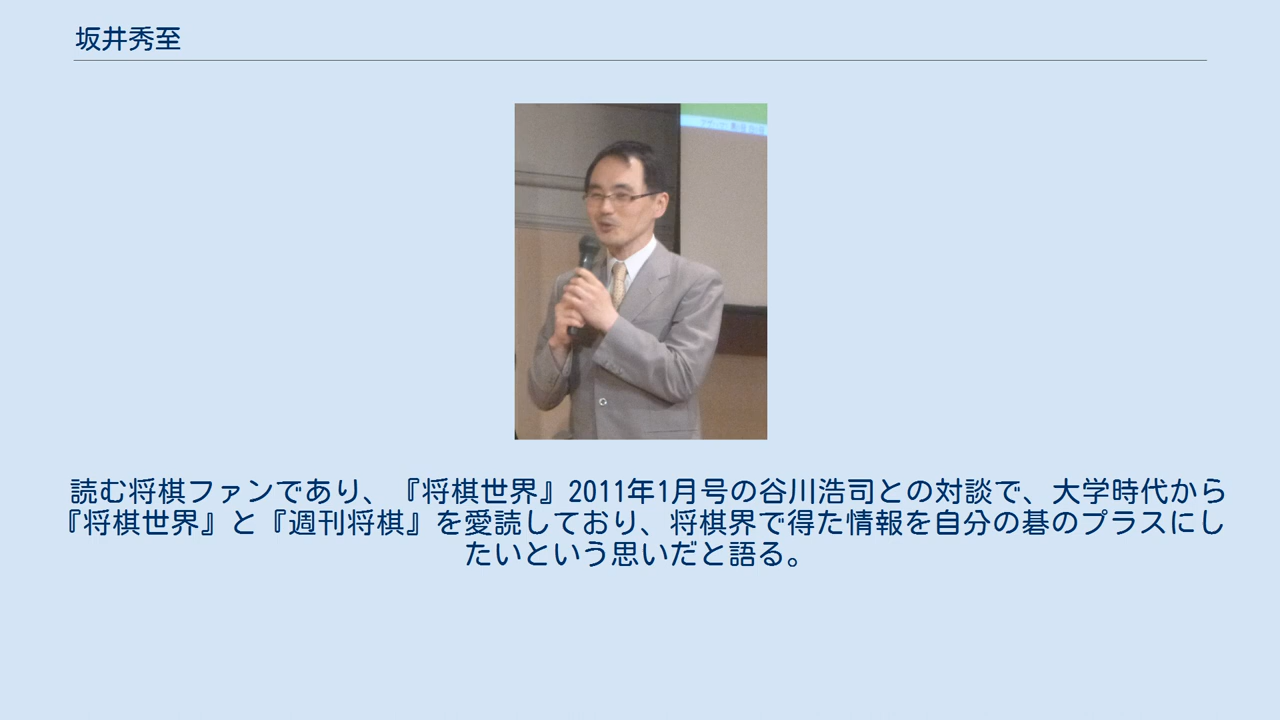 坂井秀至
読む将棋ファンであり、『将棋世界』2011年1月号の谷川浩司との対談で、大学時代から
『将棋世界』と『週刊将棋』を愛読しており、将棋界で得た情報を自分の碁のプラスにし
たいという思いだと語る。